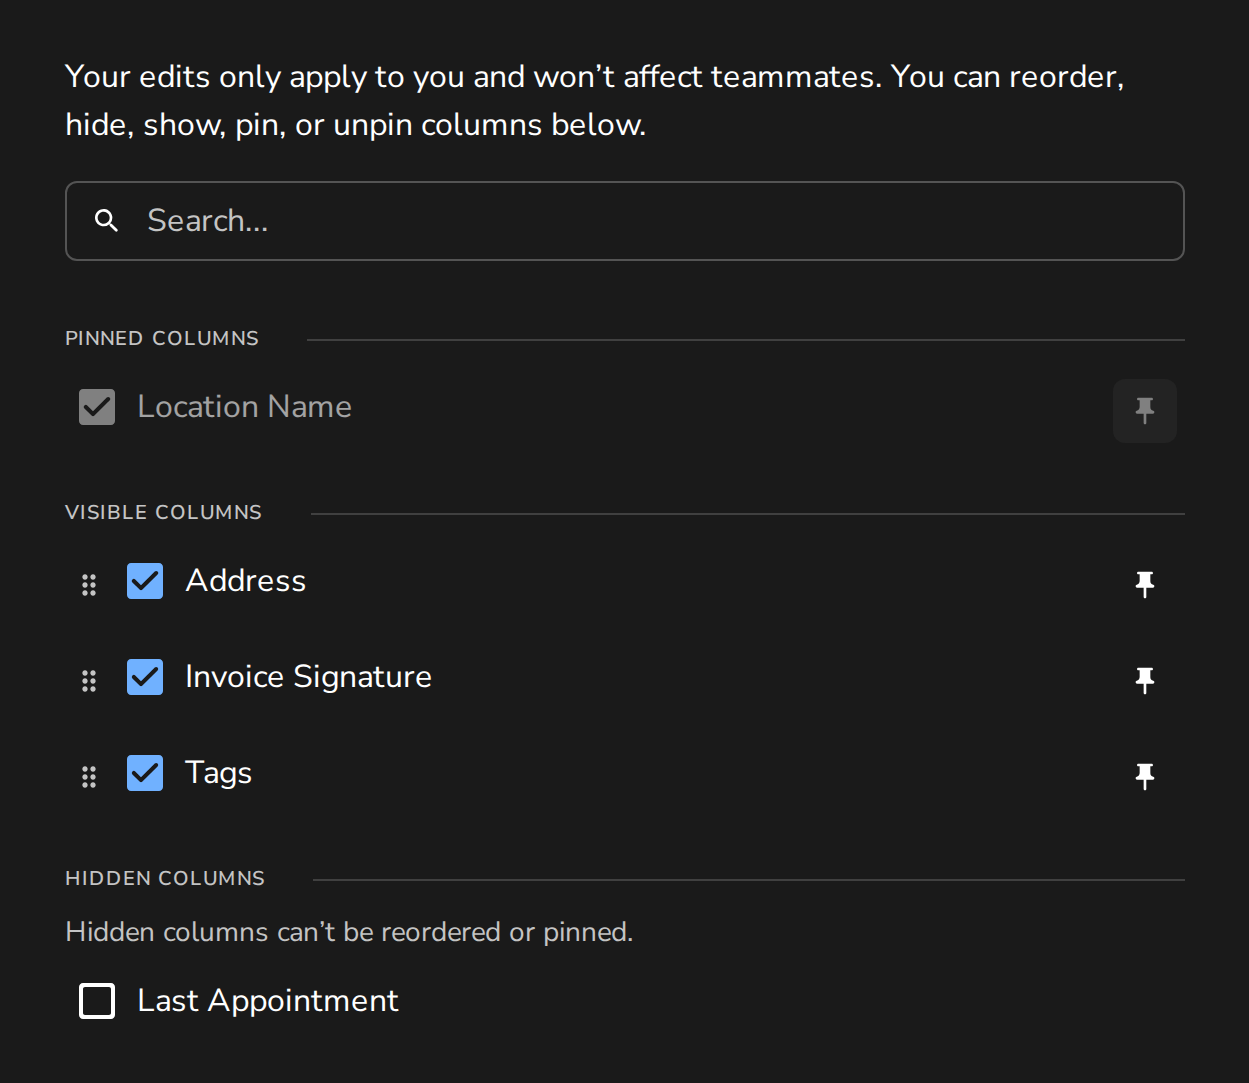 Your edits only apply to you and won’t affect teammates. You can reorder,
hide, show, pin, or unpin columns below.
Search...
PINNED COLUMNS
Location Name
VISIBLE COLUMNS
Address
Invoice Signature
Tags
HIDDEN COLUMNS
Hidden columns can’t be reordered or pinned.
Last Appointment